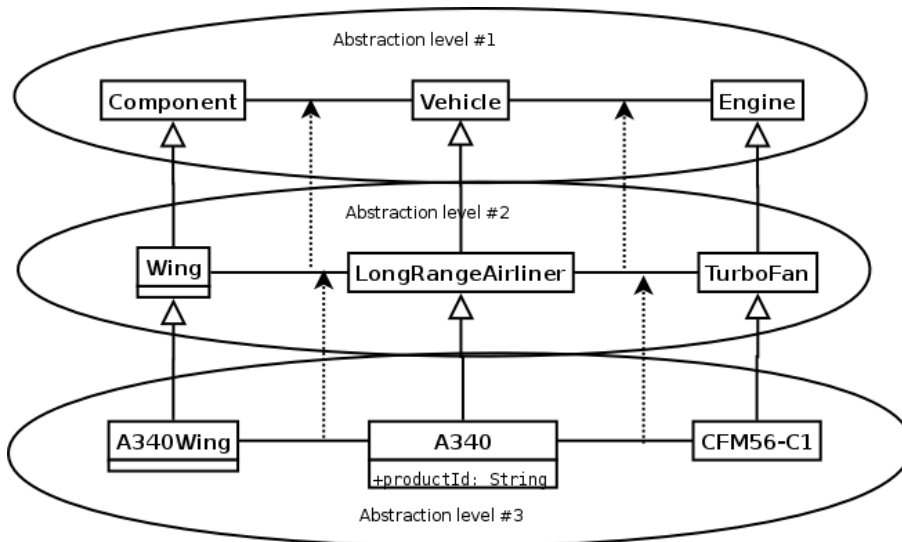 Abstraction level #1
Component
Vehicle
Engine
Abstraction level #2
Wing
LongRangeAirliner
TurboFan
A340Wing
A340
+productId: String
CFM56-C1
Abstraction level #3